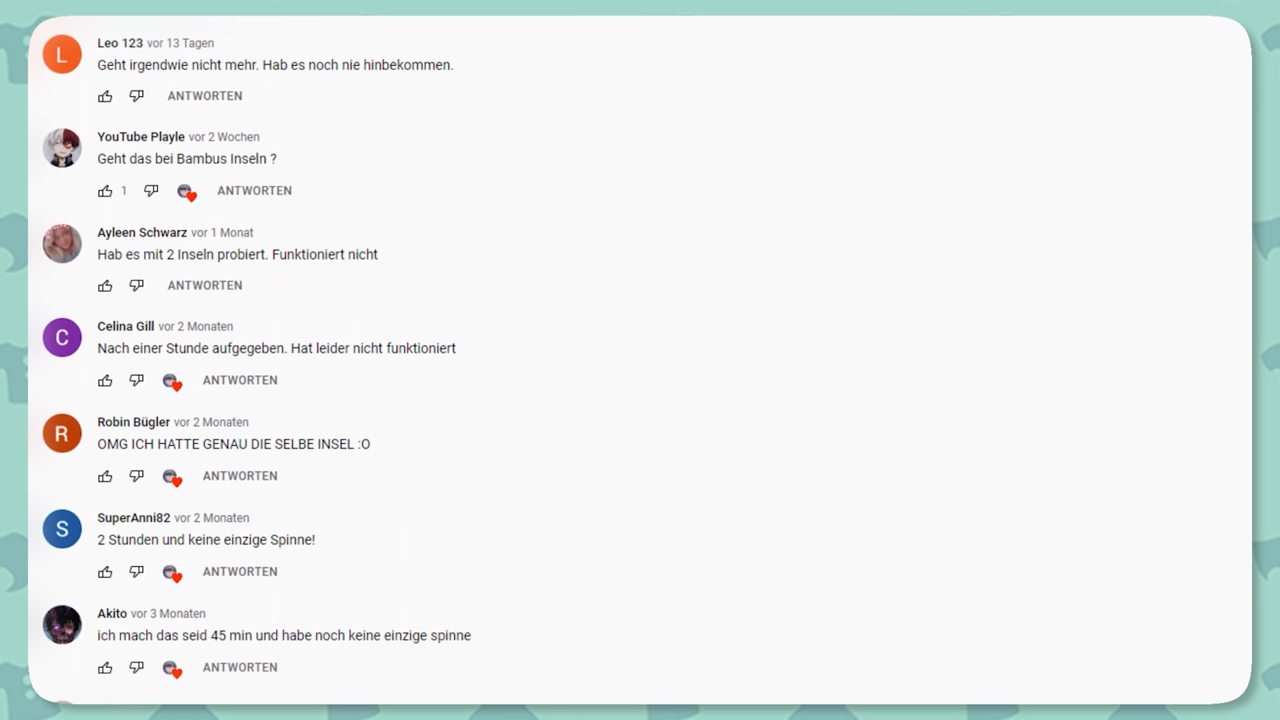 L
Leo 123 vor 13 Tagen
Geht irgendwie nicht mehr. Hab es noch nie hinbekommen.
ANTWORTEN
YouTube Playle vor 2 Wochen
Geht das bei Bambus Inseln ?
1 ANTWORTEN
Ayleen Schwarz vor 1 Monat
Hab es mit 2 Inseln probiert. Funktioniert nicht
ANTWORTEN
C
Celina Gill vor 2 Monaten
Nach einer Stunde aufgegeben. Hat leider nicht funktioniert
ANTWORTEN
R
Robin Bügler vor 2 Monaten
OMG ICH HATTE GENAU DIE SELBE INSEL :O
ANTWORTEN
S
SuperAnni82 vor 2 Monaten
2 Stunden und keine einzige Spinne!
ANTWORTEN
Akito vor 3 Monaten
ich mach das seid 45 min und habe noch keine einzige spinne
ANTWORTEN